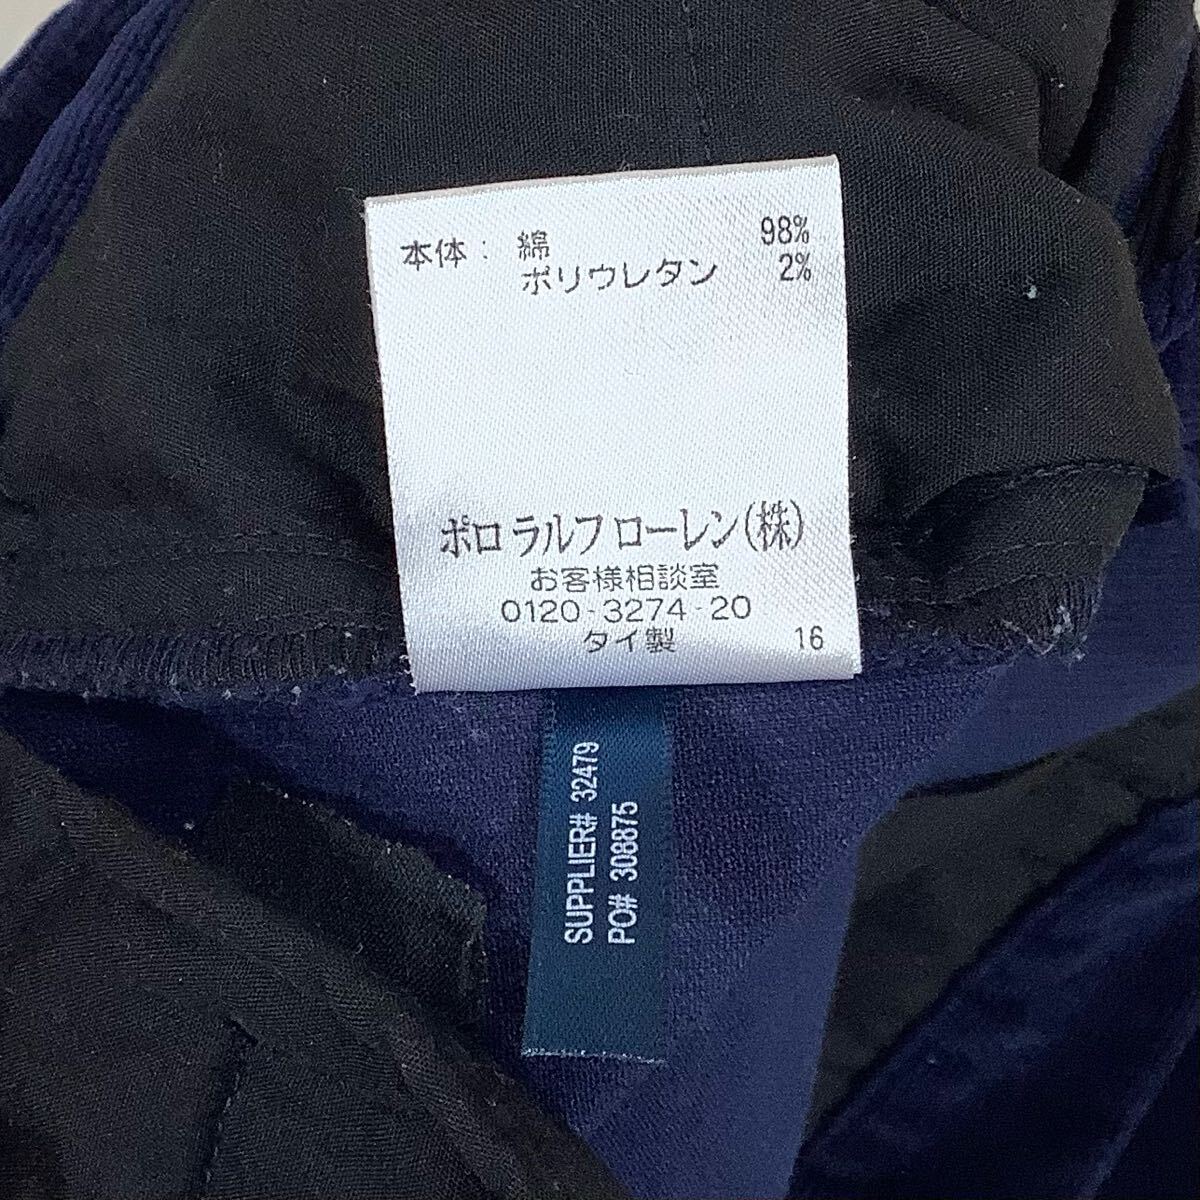 本体： 綿 98%
ポリウレタン 2%
ポロ ラルフ ローレン(株)
お客様相談室
0120-3274-20
タイ製 16
SUPPLIER# 32479
PO# 308875